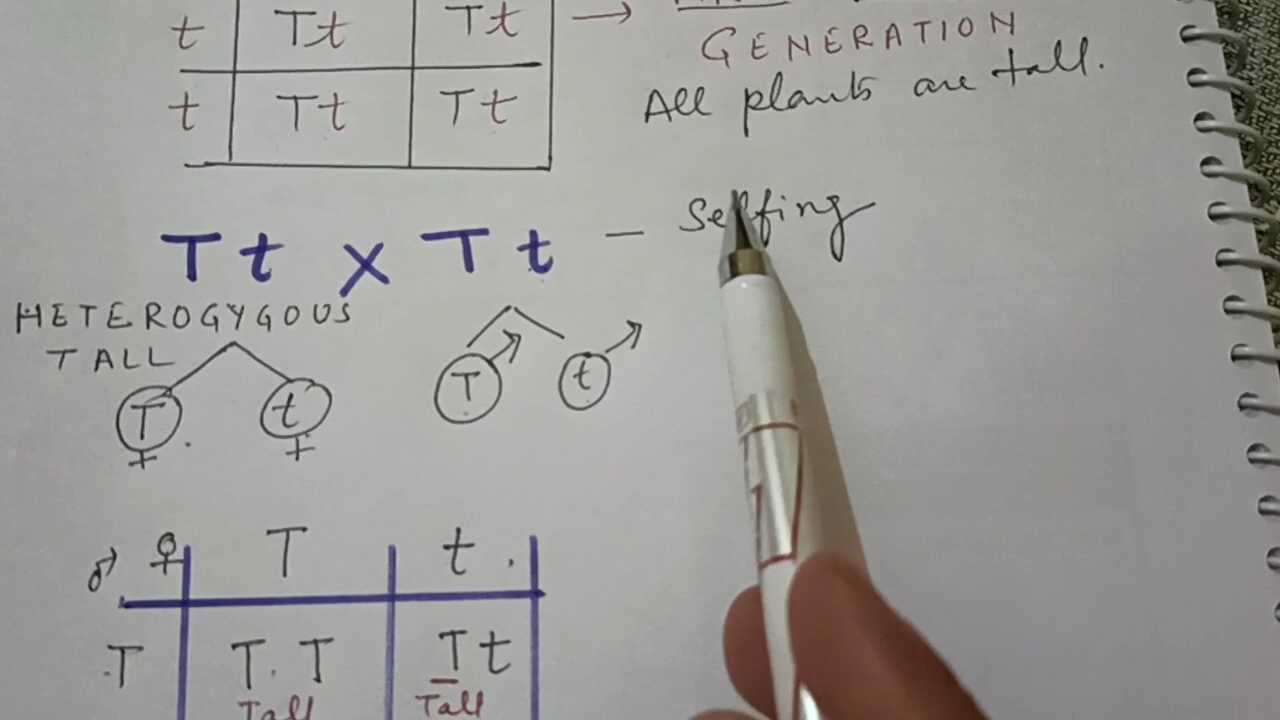 t Tt Tt →
GENERATION
All plants are tall.
t Tt Tt
Tt x Tt - Selfing
HETEROGYGOUS
TALL
T t T t
♂ ♀ T t .
.T T. T Tt
Tall Tall